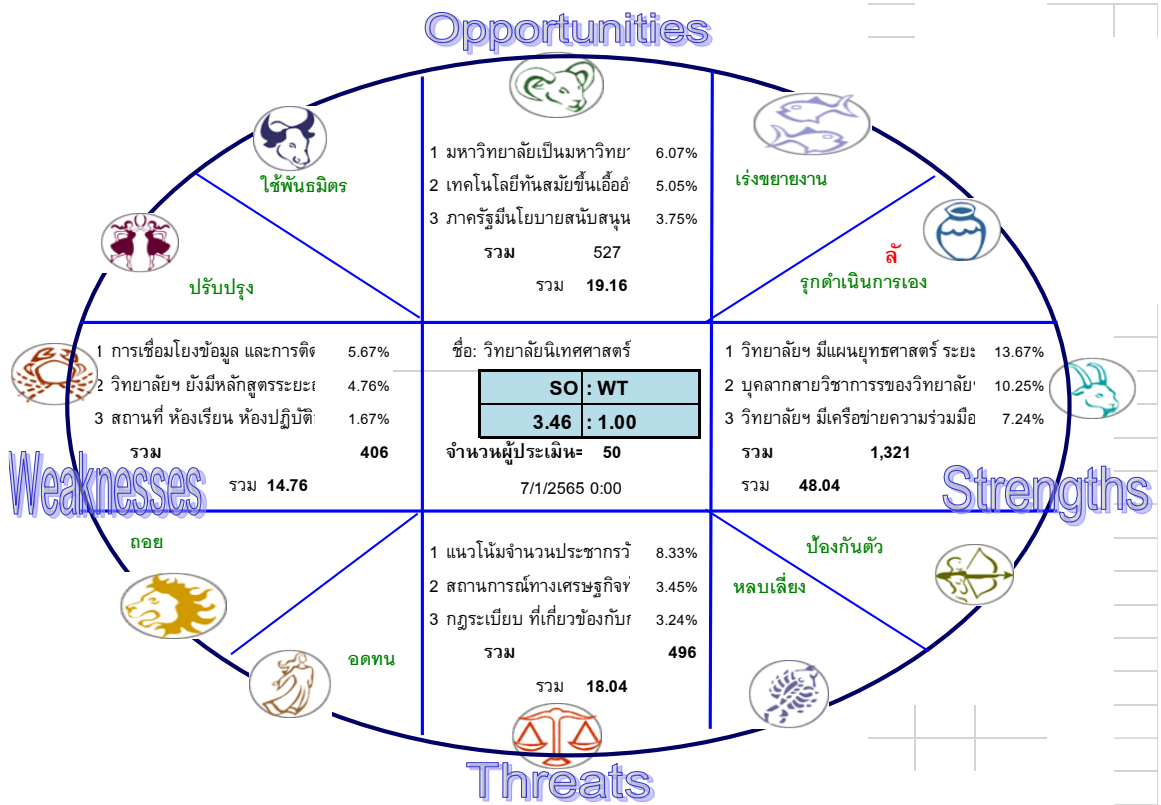 Opportunities
1 มหาวิทยาลัยเป็นมหาวิทยา 6.07%
2 เทคโนโลยีทันสมัยขึ้นเอื้ออำ 5.05%
3 ภาครัฐมีนโยบายสนับสนุน 3.75%
รวม 527
รวม 19.16
ใช้พันธมิตร
เร่งขยายงาน
ปรับปรุง
ลั
รุกดำเนินการเอง
1 การเชื่อมโยงข้อมูล และการติด 5.67%
2 วิทยาลัยฯ ยังมีหลักสูตรระยะส 4.76%
3 สถานที่ ห้องเรียน ห้องปฏิบัติ 1.67%
รวม 406
รวม 14.76
Weaknesses
ชื่อ: วิทยาลัยนิเทศศาสตร์
SO : WT
3.46 : 1.00
จำนวนผู้ประเมิน= 50
7/1/2565 0:00
1 วิทยาลัยฯ มีแผนยุทธศาสตร์ ระยะ 13.67%
2 บุคลากสายวิชาการรของวิทยาลัยฯ 10.25%
3 วิทยาลัยฯ มีเครือข่ายความร่วมมือ 7.24%
รวม 1,321
รวม 48.04
Strengths
ถอย
อดทน
1 แนวโน้มจำนวนประชากรวั 8.33%
2 สถานการณ์ทางเศรษฐกิจที่ 3.45%
3 กฎระเบียบ ที่เกี่ยวข้องกับก 3.24%
รวม 496
รวม 18.04
ป้องกันตัว
หลบเลี่ยง
Threats